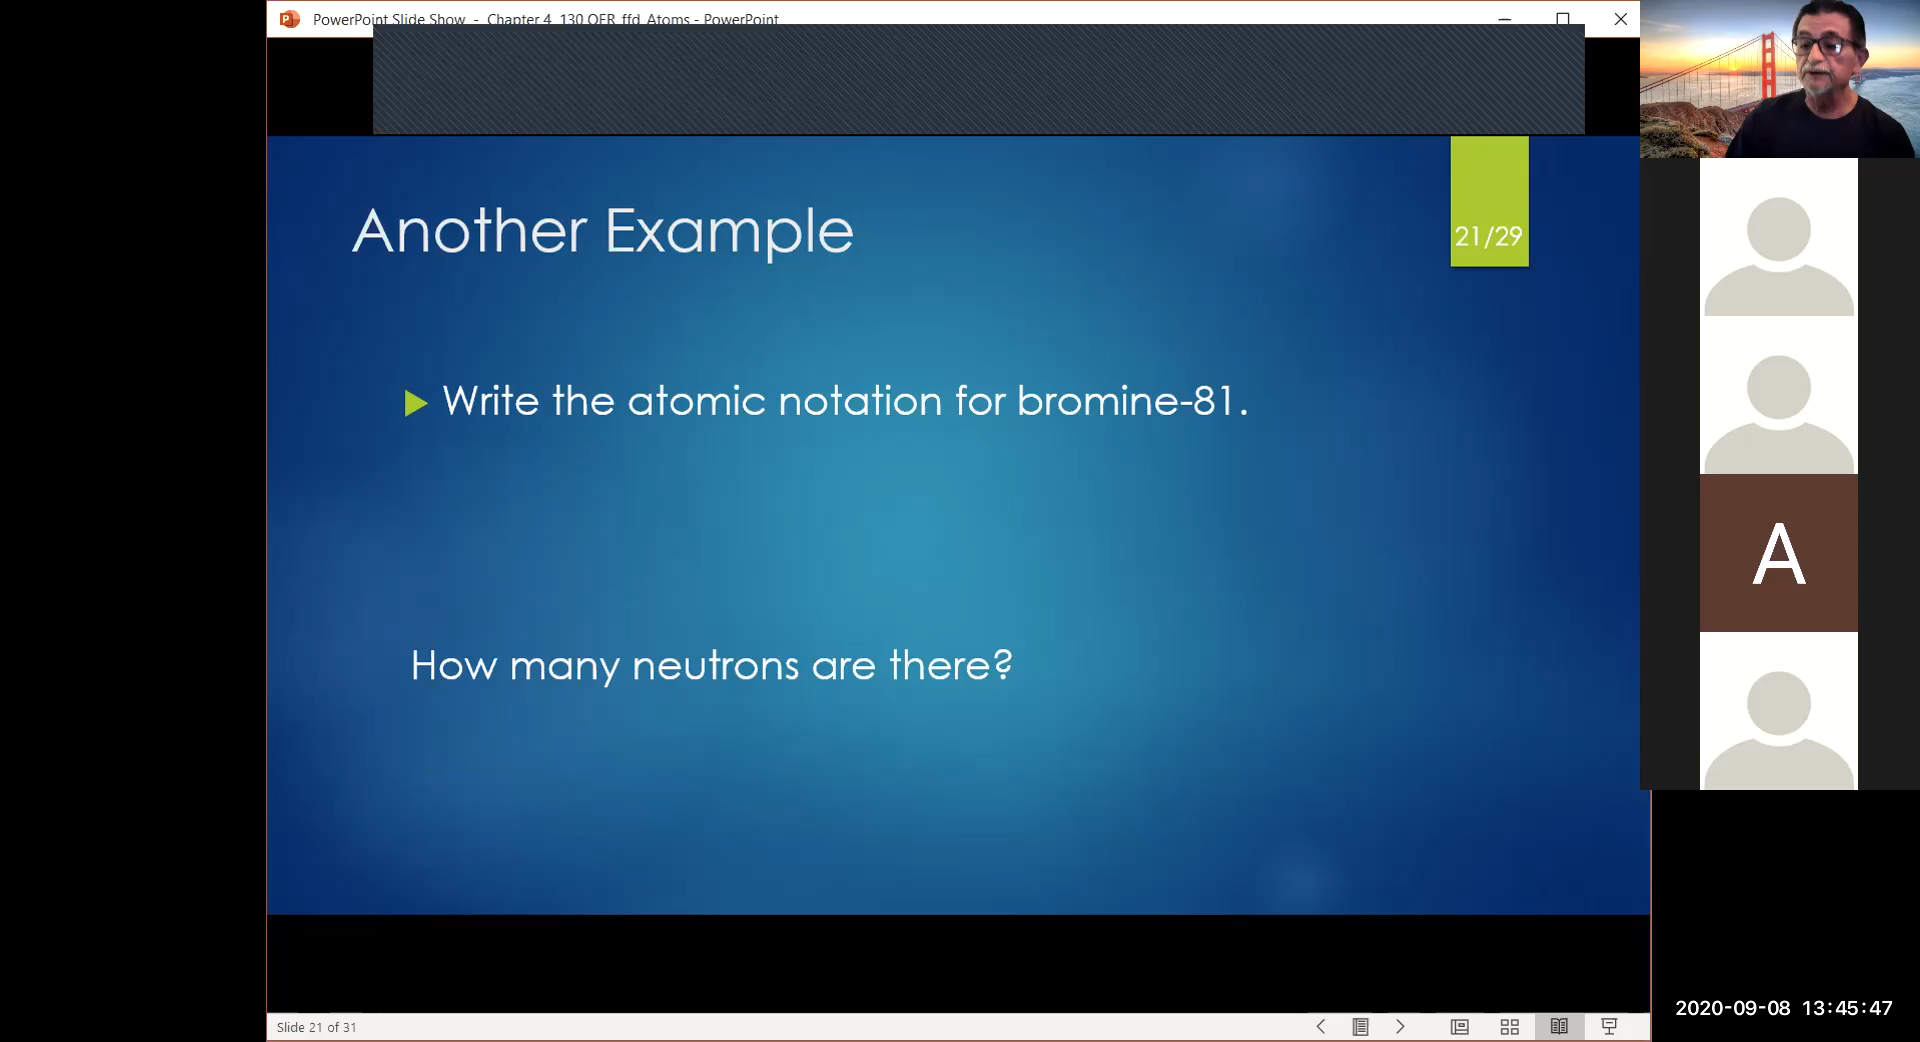 PowerPoint Slide Show - Chapter 4_130 OER_ffd_Atoms - PowerPoint
Another Example
21/29
Write the atomic notation for bromine-81.
A
How many neutrons are there?
2020-09-08 13:45:47
Slide 21 of 31